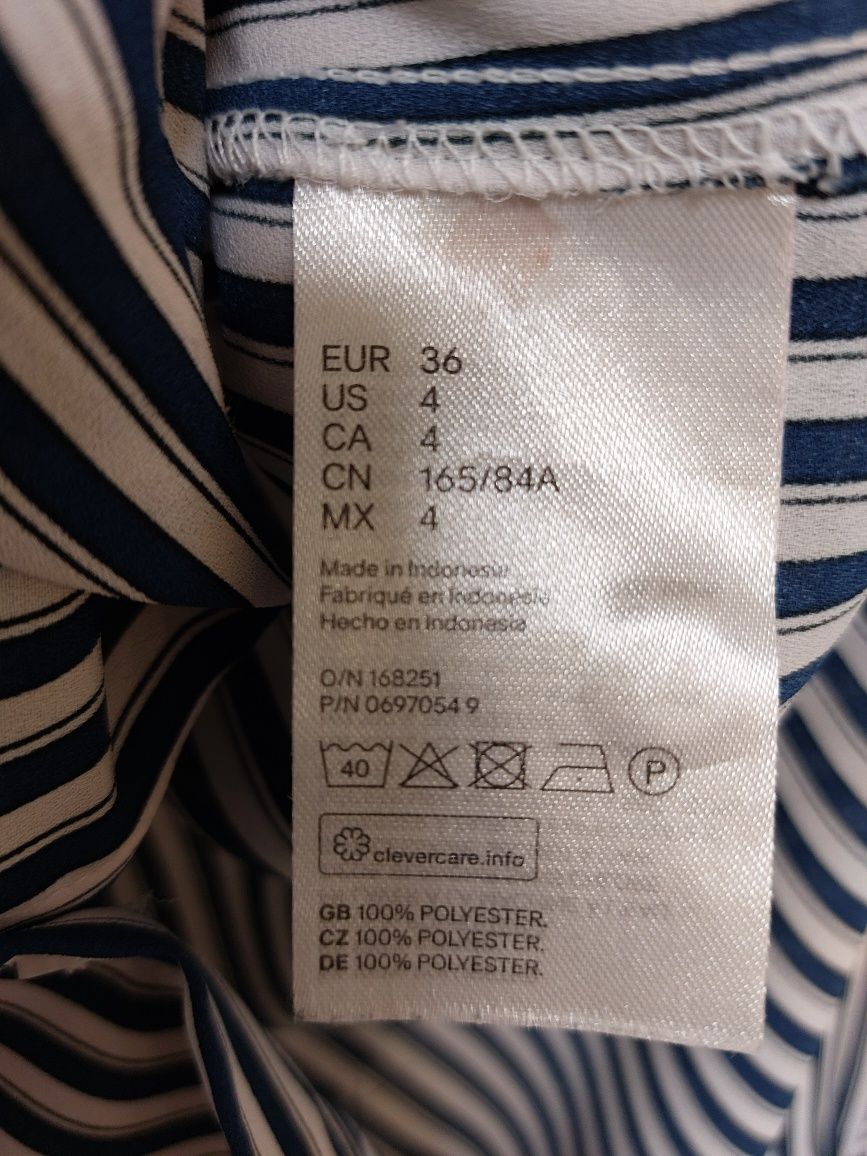 EUR 36
US 4
CA 4
CN 165/84A
MX 4
Made in Indonesia
Fabriqué en Indonesie
Hecho en Indonesia
O/N 168251
P/N 0697054 9
40
P
clevercare.info
GB 100% POLYESTER.
CZ 100% POLYESTER.
DE 100% POLYESTER.